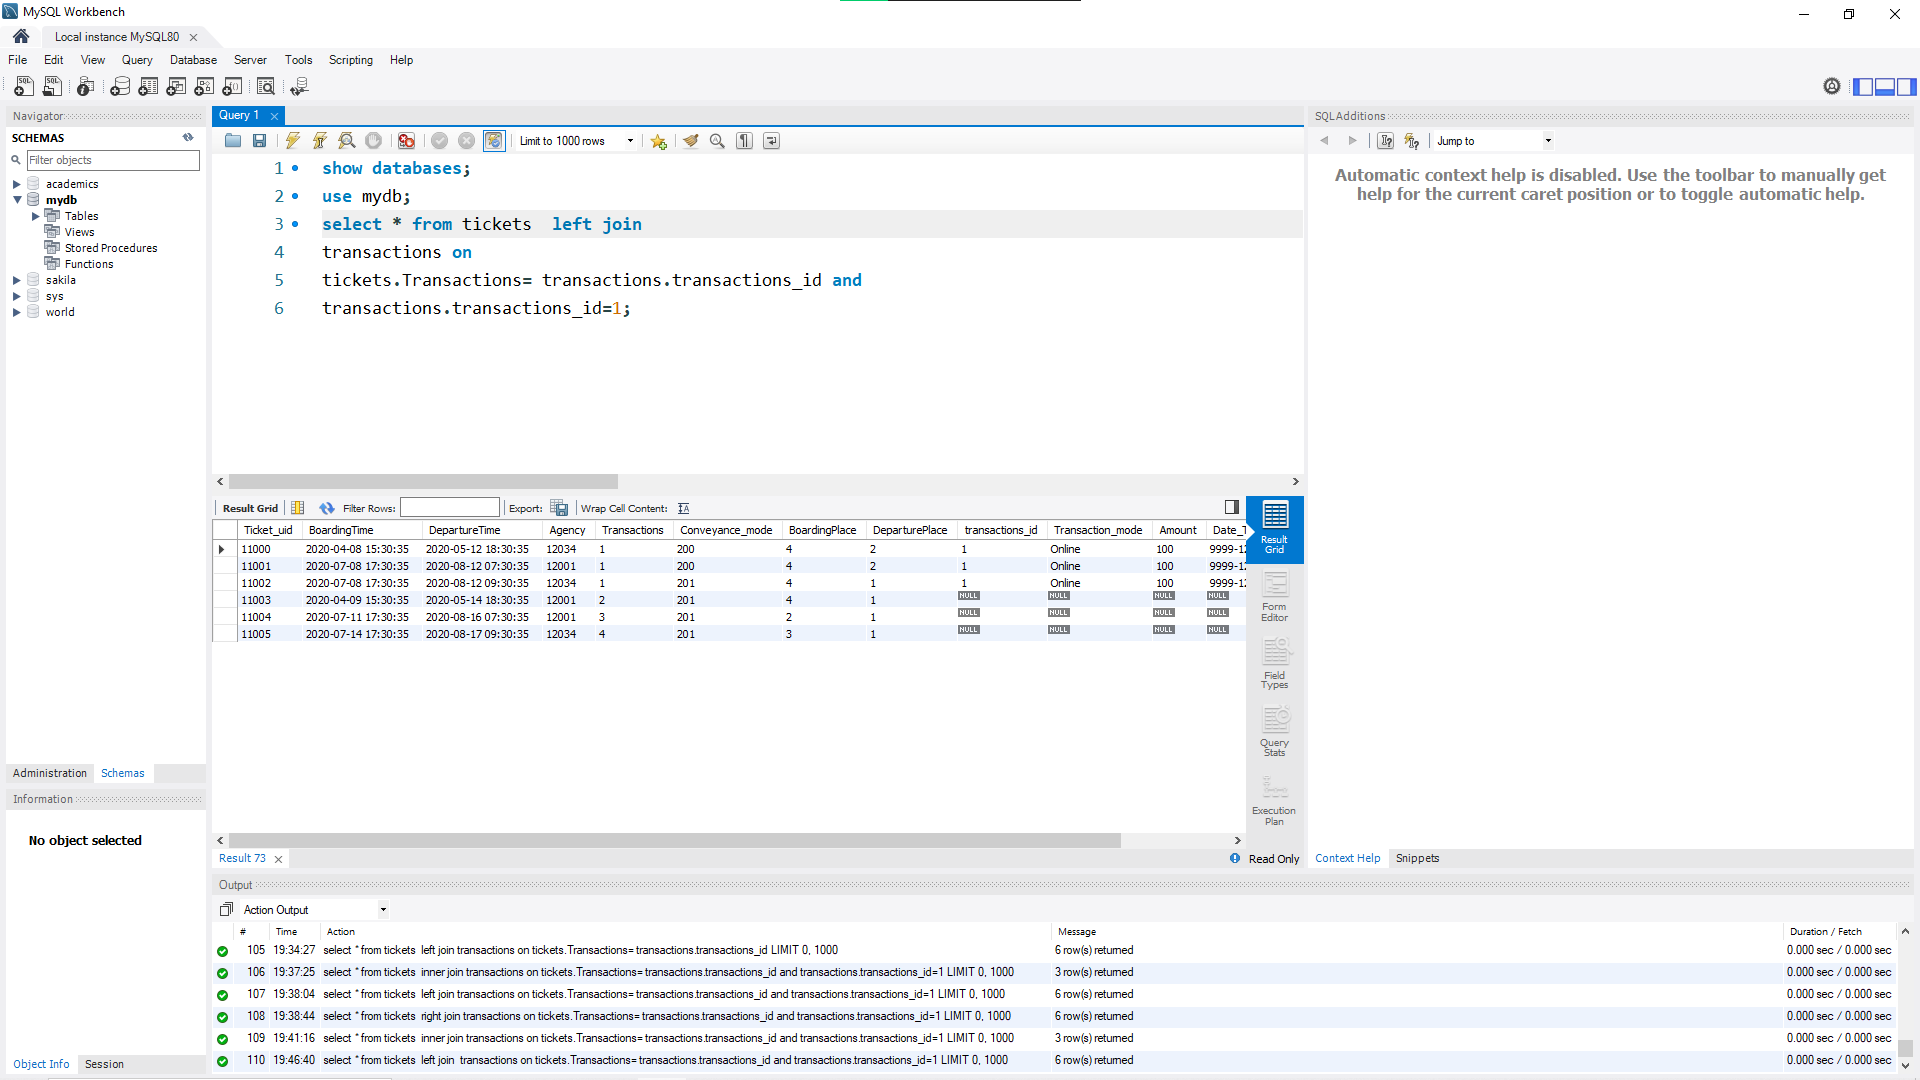 MySQL Workbench
Local instance MySQL80
File Edit View Query Database Server Tools Scripting Help
Navigator
SCHEMAS
Filter objects
academics
mydb
Tables
Views
Stored Procedures
Functions
sakila
sys
world
Administration Schemas
Information
No object selected
Object Info Session
Query 1
Limit to 1000 rows
1 show databases;
2 use mydb;
3 select * from tickets left join
4 transactions on
5 tickets.Transactions= transactions.transactions_id and
6 transactions.transactions_id=1;
Result Grid Filter Rows: Export: Wrap Cell Content:
Ticket_uid BoardingTime DepartureTime Agency Transactions Conveyance_mode BoardingPlace DeparturePlace transactions_id Transaction_mode Amount Date_T
11000 2020-04-08 15:30:35 2020-05-12 18:30:35 12034 1 200 4 2 1 Online 100 9999-12
11001 2020-07-08 17:30:35 2020-08-12 07:30:35 12001 1 200 4 2 1 Online 100 9999-12
11002 2020-07-08 17:30:35 2020-08-12 09:30:35 12034 1 201 4 1 1 Online 100 9999-12
11003 2020-04-09 15:30:35 2020-05-14 18:30:35 12001 2 201 4 1 NULL NULL NULL NULL
11004 2020-07-11 17:30:35 2020-08-16 07:30:35 12001 3 201 2 1 NULL NULL NULL NULL
11005 2020-07-14 17:30:35 2020-08-17 09:30:35 12034 4 201 3 1 NULL NULL NULL NULL
Result Grid
Form Editor
Field Types
Query Stats
Execution Plan
Result 73
Read Only
SQLAdditions
Jump to
Automatic context help is disabled. Use the toolbar to manually get
help for the current caret position or to toggle automatic help.
Context Help Snippets
Output
Action Output
# Time Action Message Duration / Fetch
105 19:34:27 select * from tickets left join transactions on tickets.Transactions= transactions.transactions_id LIMIT 0, 1000 6 row(s) returned 0.000 sec / 0.000 sec
106 19:37:25 select * from tickets inner join transactions on tickets.Transactions= transactions.transactions_id and transactions.transactions_id=1 LIMIT 0, 1000 3 row(s) returned 0.000 sec / 0.000 sec
107 19:38:04 select * from tickets left join transactions on tickets.Transactions= transactions.transactions_id and transactions.transactions_id=1 LIMIT 0, 1000 6 row(s) returned 0.000 sec / 0.000 sec
108 19:38:44 select * from tickets right join transactions on tickets.Transactions= transactions.transactions_id and transactions.transactions_id=1 LIMIT 0, 1000 6 row(s) returned 0.000 sec / 0.000 sec
109 19:41:16 select * from tickets inner join transactions on tickets.Transactions= transactions.transactions_id and transactions.transactions_id=1 LIMIT 0, 1000 3 row(s) returned 0.000 sec / 0.000 sec
110 19:46:40 select * from tickets left join transactions on tickets.Transactions= transactions.transactions_id and transactions.transactions_id=1 LIMIT 0, 1000 6 row(s) returned 0.000 sec / 0.000 sec